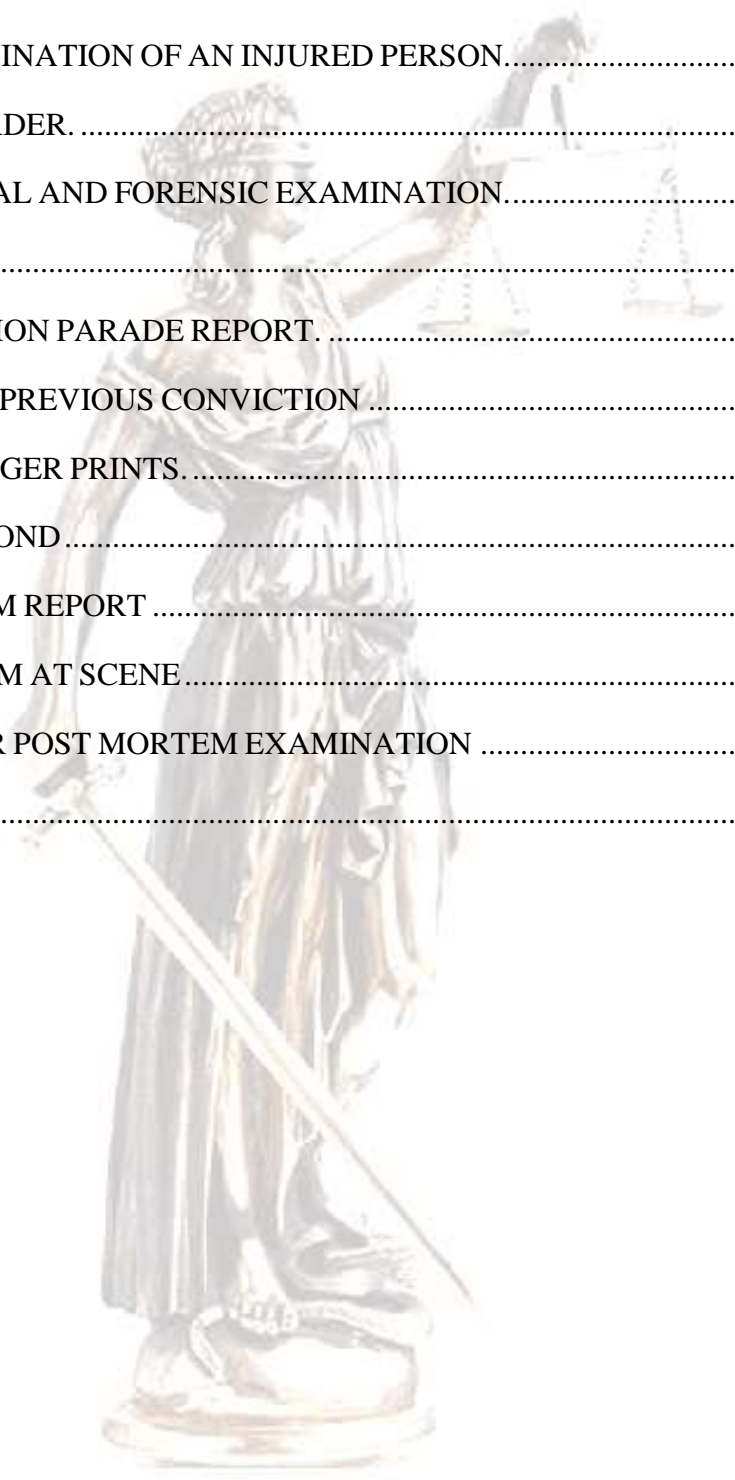 INATION OF AN INJURED PERSON.............................
DER. ....................................................................................
AL AND FORENSIC EXAMINATION.............................
..............................................................................................
ION PARADE REPORT. ....................................................
PREVIOUS CONVICTION ...............................................
GER PRINTS. .....................................................................
OND .....................................................................................
M REPORT .........................................................................
M AT SCENE .....................................................................
R POST MORTEM EXAMINATION .................................
..............................................................................................